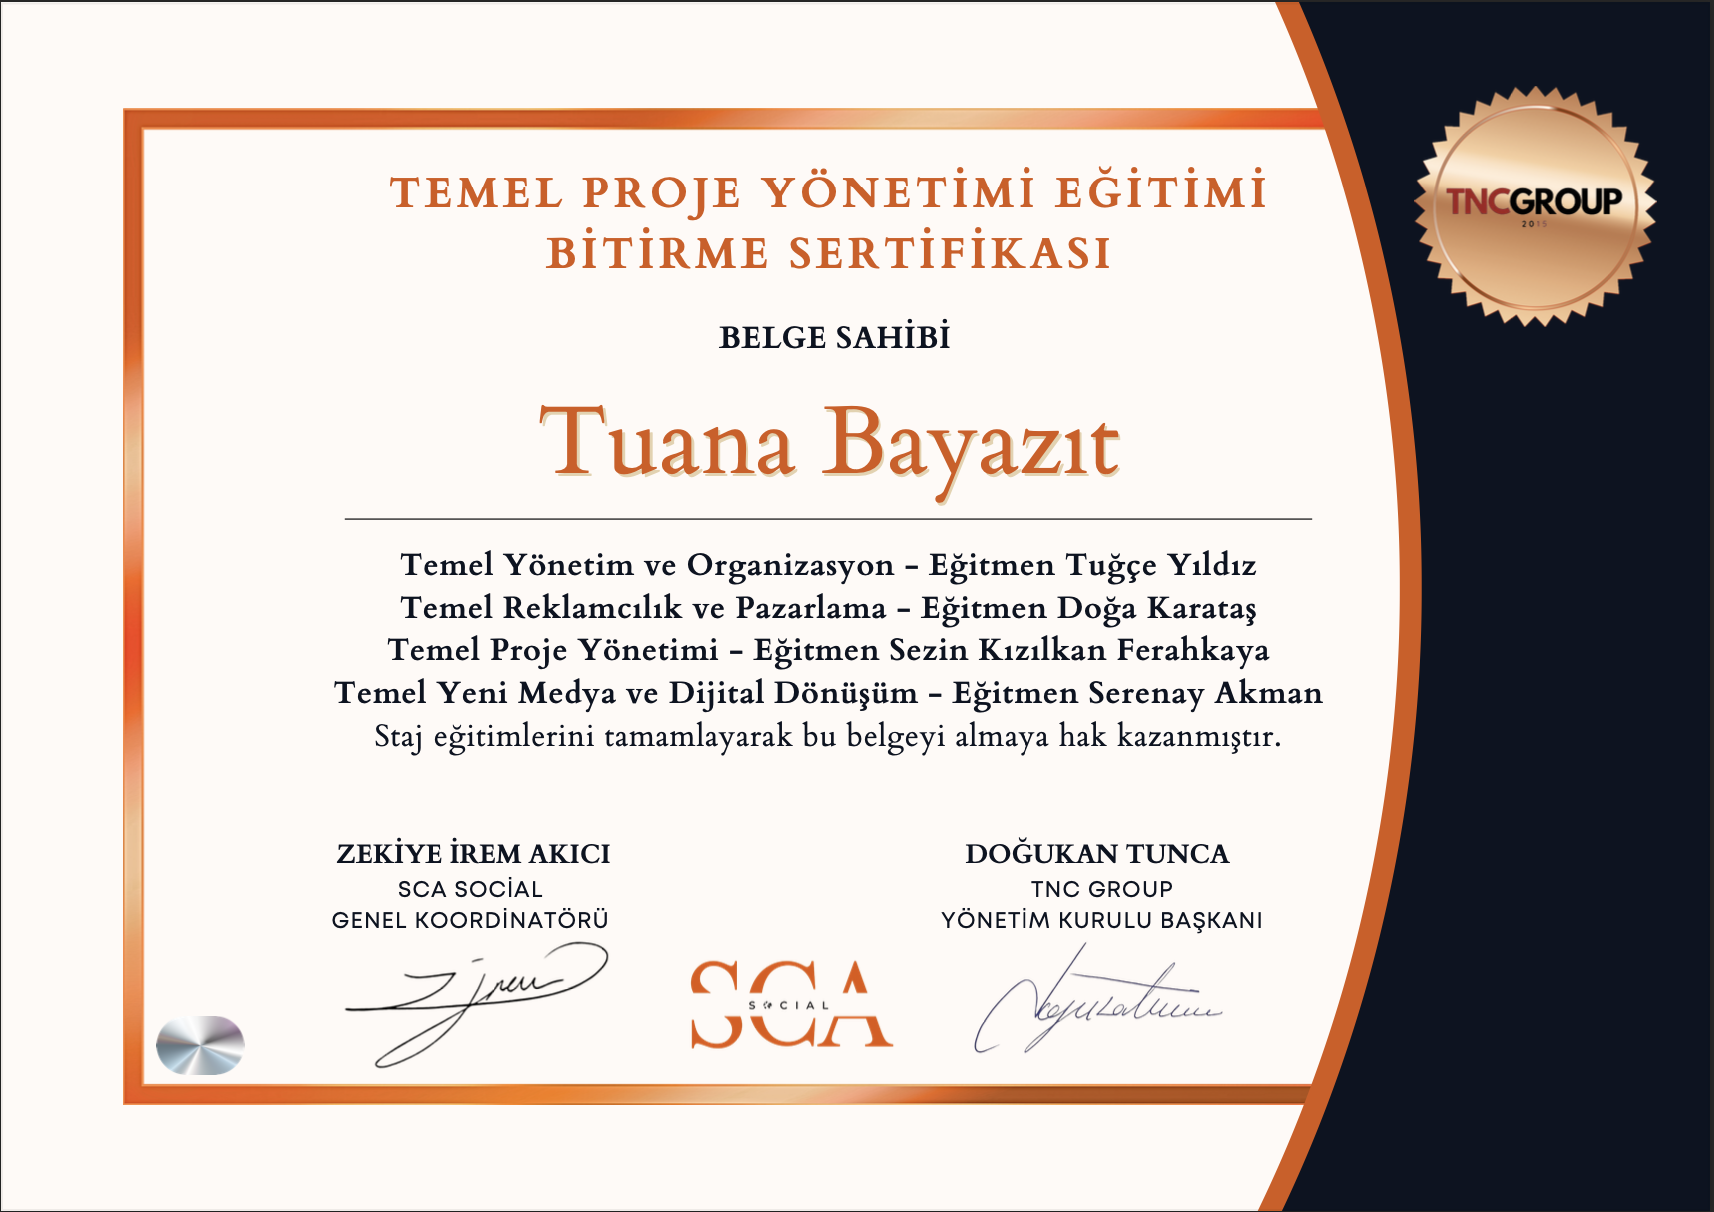 TEMEL PROJE YÖNETİMİ EĞİTİMİ
BİTİRME SERTİFİKASI
TNCGROUP
2015
BELGE SAHİBİ
Tuana Bayazıt
Temel Yönetim ve Organizasyon - Eğitmen Tuğçe Yıldız
Temel Reklamcılık ve Pazarlama - Eğitmen Doğa Karataş
Temel Proje Yönetimi - Eğitmen Sezin Kızılkan Ferahkaya
Temel Yeni Medya ve Dijital Dönüşüm - Eğitmen Serenay Akman
Staj eğitimlerini tamamlayarak bu belgeyi almaya hak kazanmıştır.
ZEKİYE İREM AKICI
SCA SOCİAL
GENEL KOORDİNATÖRÜ
DOĞUKAN TUNCA
TNC GROUP
YÖNETİM KURULU BAŞKANI
SCA
SOCIAL